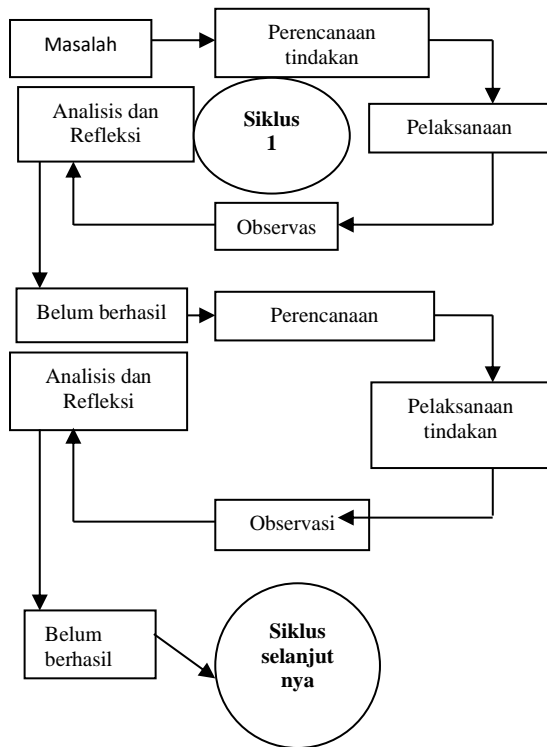 Masalah
Perencanaan
tindakan
Analisis dan
Refleksi
Siklus
1
Pelaksanaan
Observas
Belum berhasil
Perencanaan
Analisis dan
Refleksi
Pelaksanaan
tindakan
Observasi
Belum
berhasil
Siklus
selanjut
nya